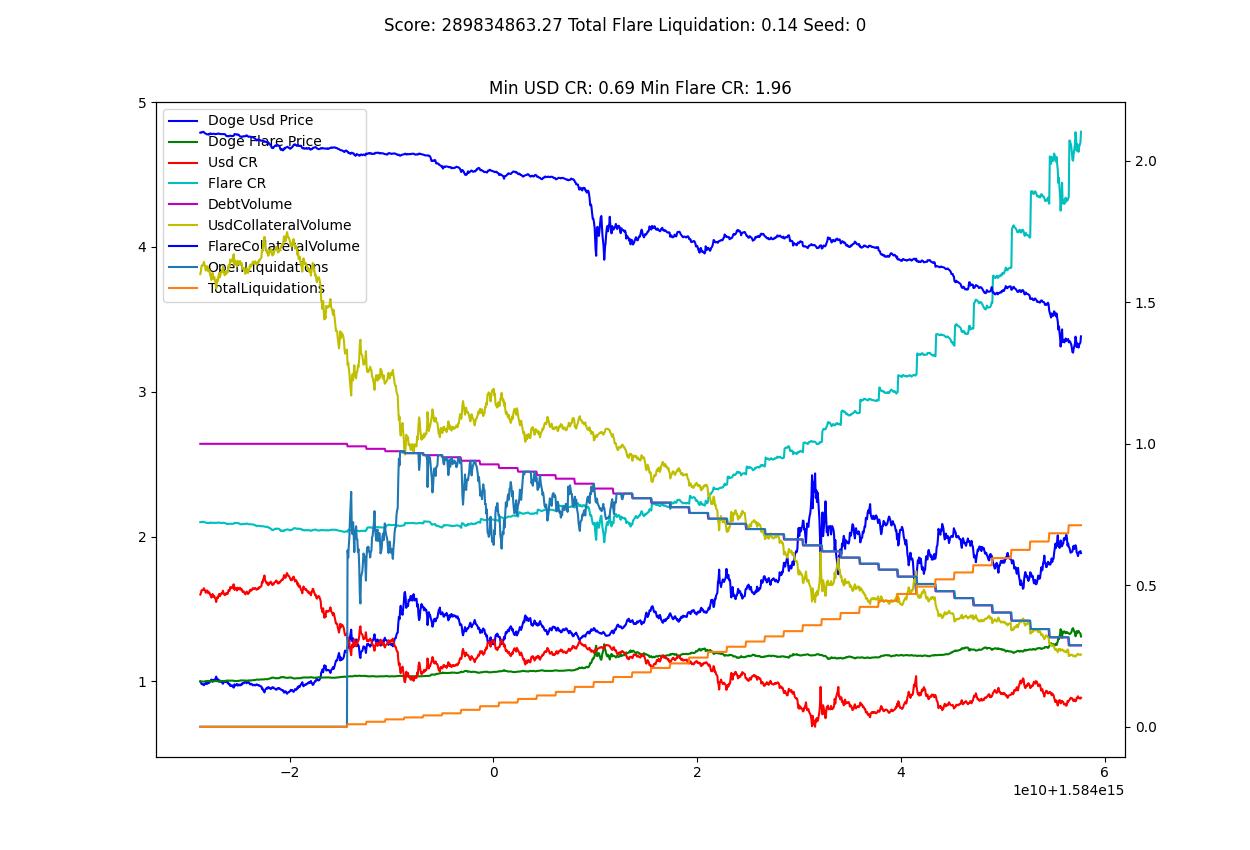 Score: 289834863.27 Total Flare Liquidation: 0.14 Seed: 0
Min USD CR: 0.69 Min Flare CR: 1.96
Doge Usd Price
Doge Flare Price
Usd CR
Flare CR
DebtVolume
UsdCollateralVolume
FlareCollateralVolume
OpenLiquidations
TotalLiquidations
5
4
3
2
1
2.0
1.5
1.0
0.5
0.0
−2 0 2 4 6
1e10+1.584e15